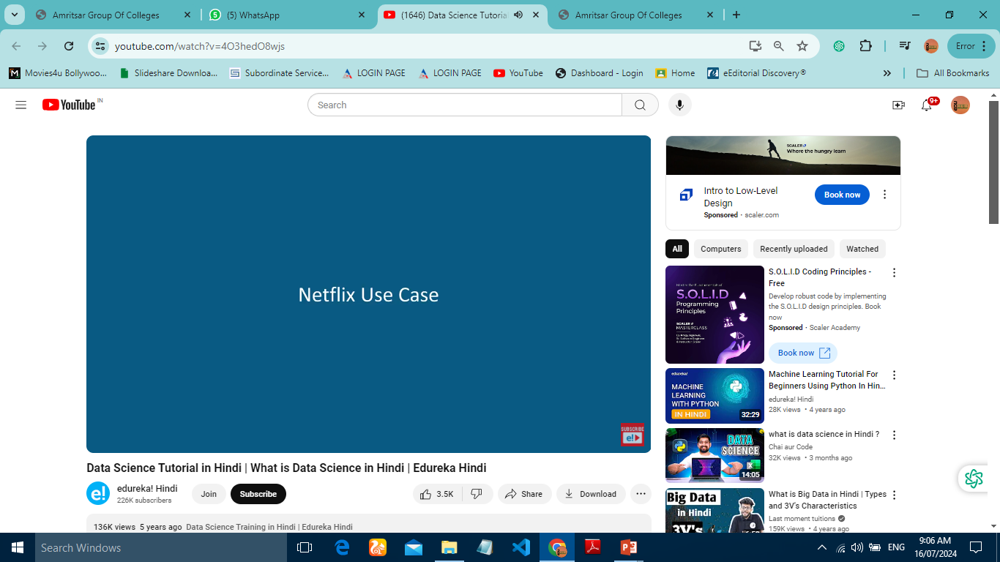 Amritsar Group Of Colleges
(5) WhatsApp
(1646) Data Science Tutorial
Amritsar Group Of Colleges
youtube.com/watch?v=4O3hedO8wjs
Error
Movies4u Bollywoo...
Slideshare Downloa...
Subordinate Service...
LOGIN PAGE
LOGIN PAGE
YouTube
Dashboard - Login
Home
eEditorial Discovery®
All Bookmarks
YouTube IN
Search
9+
Netflix Use Case
SUBSCRIBE
e!
SCALER
Where the hungry learn
Intro to Low-Level
Design
Sponsored · scaler.com
Book now
All
Computers
Recently uploaded
Watched
Master the Fundamentals of
S.O.L.I.D
Programming
Principles
SCALER
MASTERCLASS
S.O.L.I.D Coding Principles -
Free
Develop robust code by implementing
the S.O.L.I.D design principles. Book
now
Sponsored · Scaler Academy
Book now
edureka!
MACHINE
LEARNING
WITH PYTHON
IN HINDI
32:29
Machine Learning Tutorial For
Beginners Using Python In Hin...
edureka! Hindi
28K views • 4 years ago
DATA
SCIENCE
14:05
what is data science in Hindi ?
Chai aur Code
32K views • 3 months ago
Big Data
in Hindi
3V's
What is Big Data in Hindi | Types
and 3V's Characteristics
Last moment tuitions
159K views • 4 years ago
Data Science Tutorial in Hindi | What is Data Science in Hindi | Edureka Hindi
e!
edureka! Hindi
226K subscribers
Join
Subscribe
3.5K
Share
Download
136K views 5 years ago Data Science Training in Hindi | Edureka Hindi
Search Windows
ENG
9:06 AM
16/07/2024